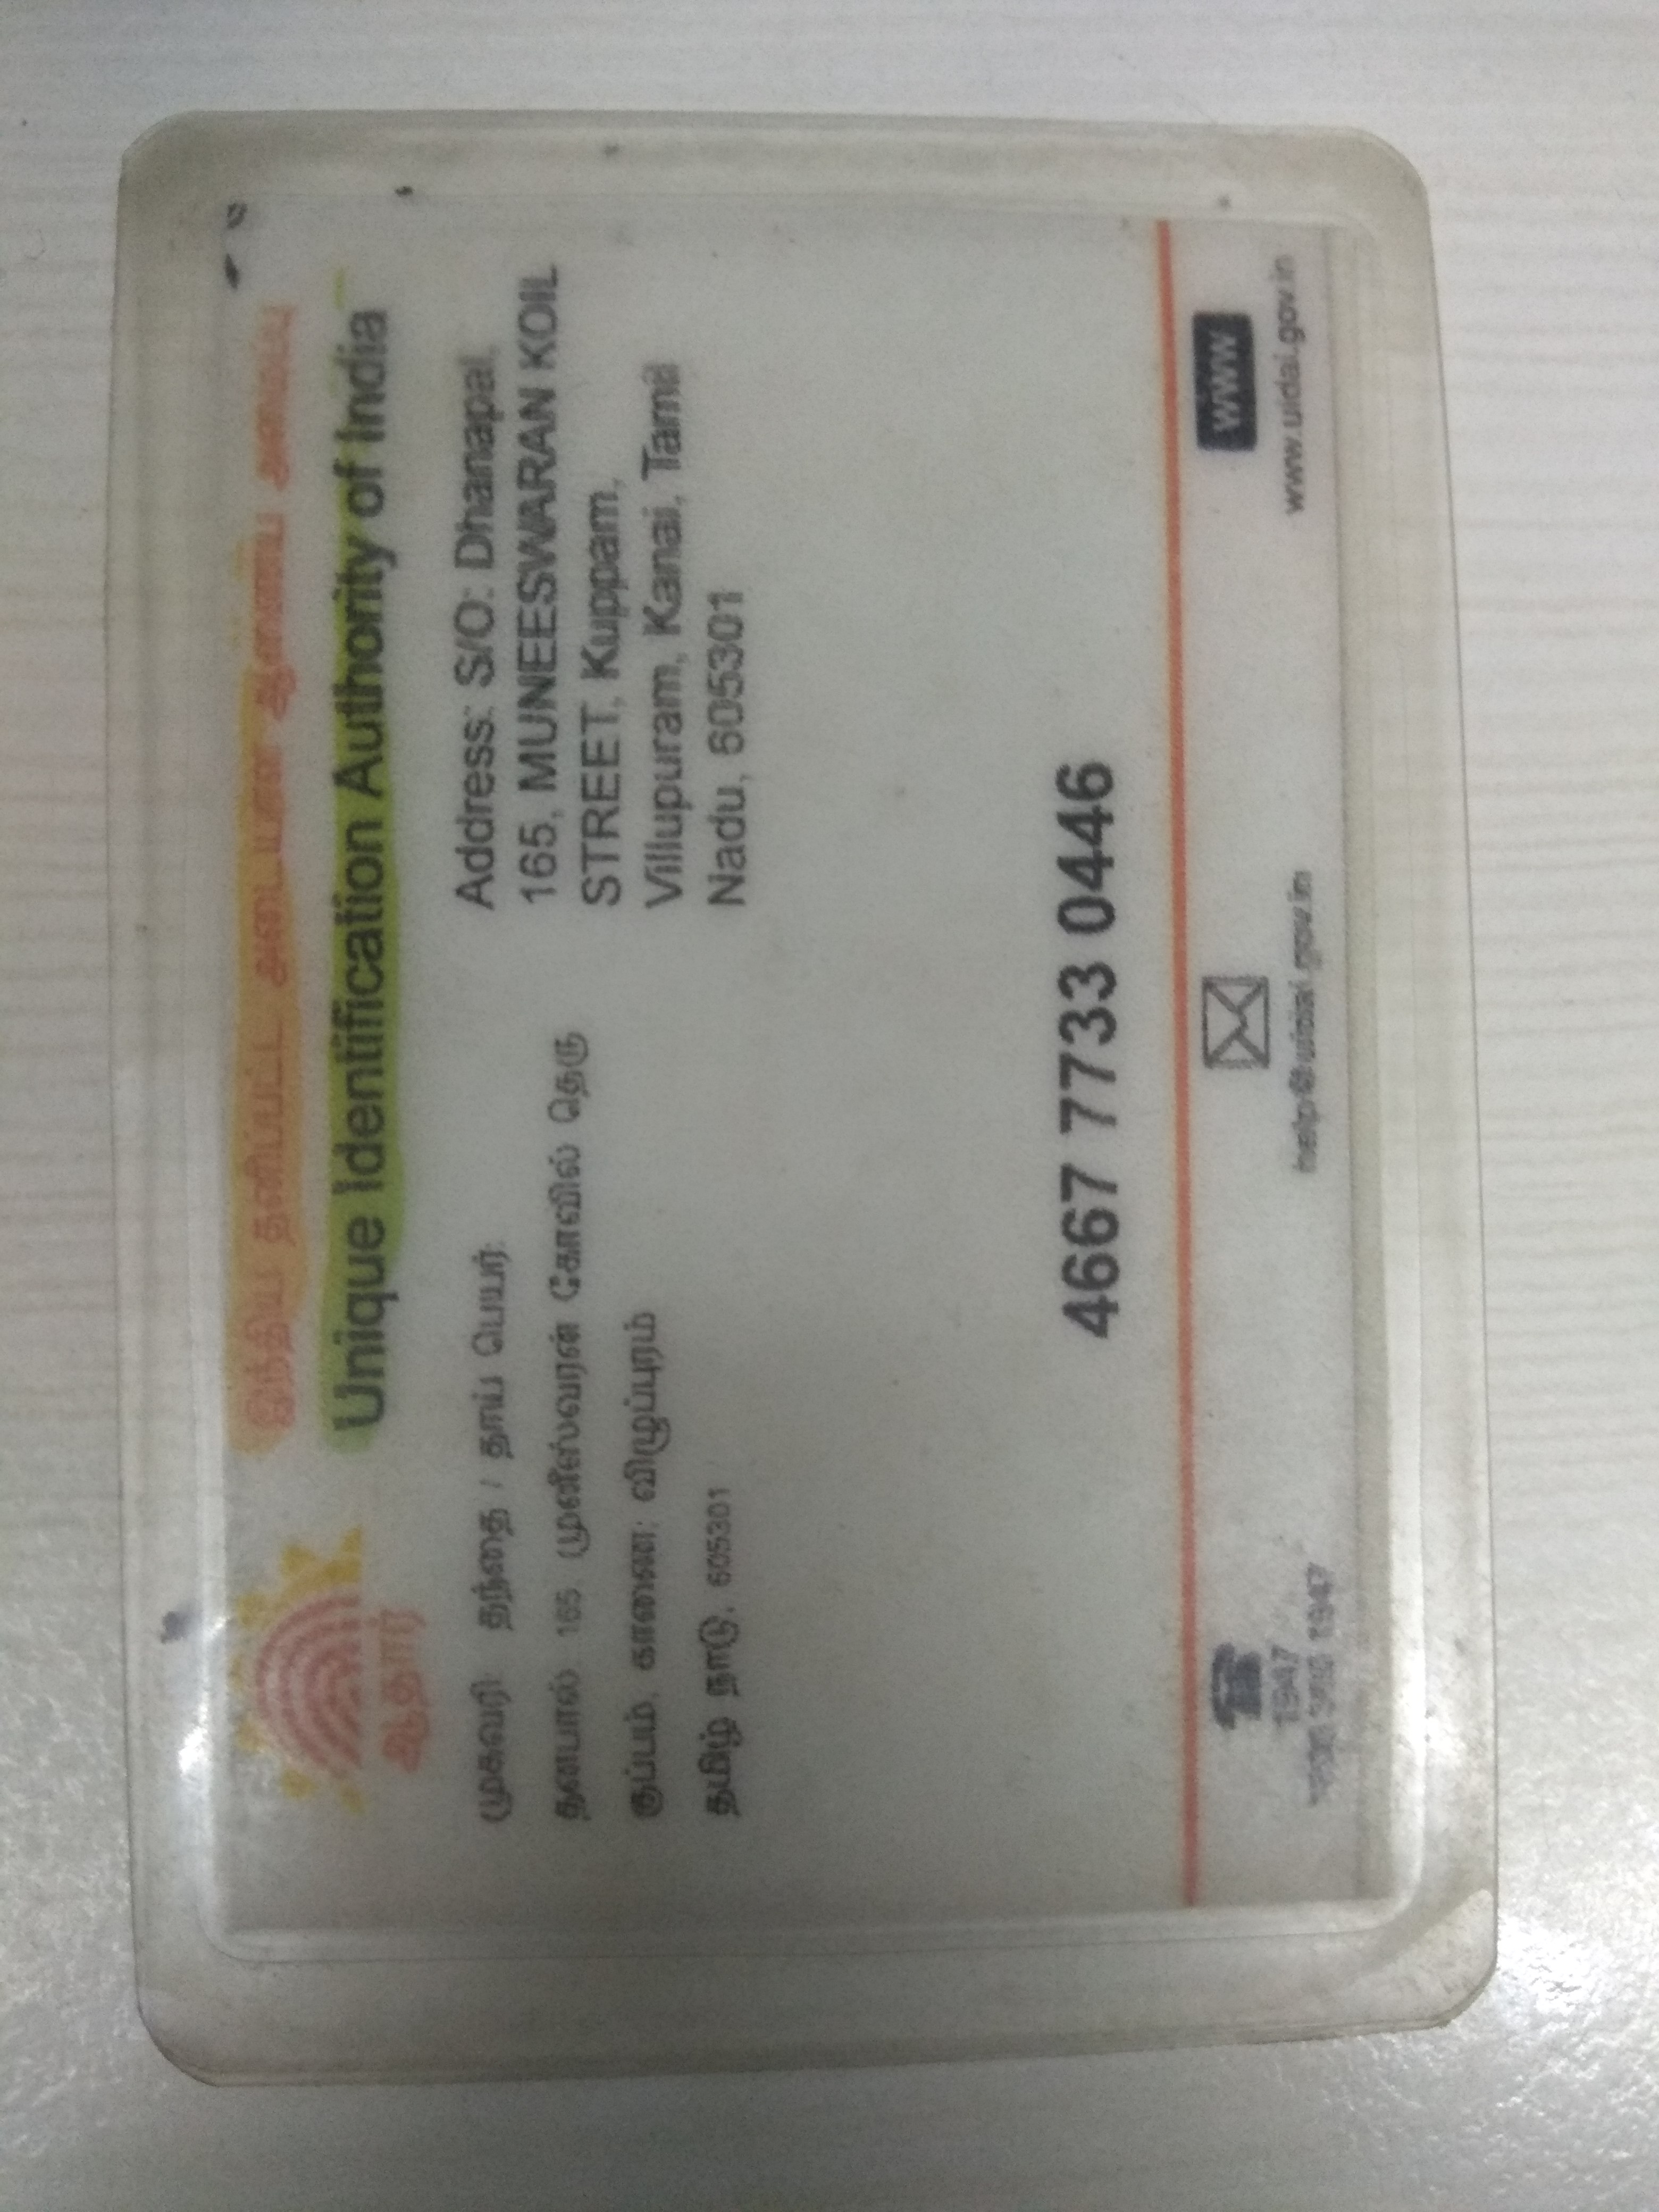 இந்திய தனிப்பட்ட அடையாள ஆணைய அமைப்பு
Unique Identification Authority of India
ஆதார்
முகவரி: தந்தை / தாய் பெயர்:
தனபால் 165 முனீஸ்வரன் கோவில் தெரு
குப்பம், காணை, விழுப்புரம்
தமிழ் நாடு, 605301
Address: S/O: Dhanapal,
165, MUNEESWARAN KOIL
STREET, Kuppam,
Villupuram, Kanai, Tamil
Nadu, 605301
4667 7733 0446
1947
1947
help@uidai.gov.in
www
www.uidai.gov.in